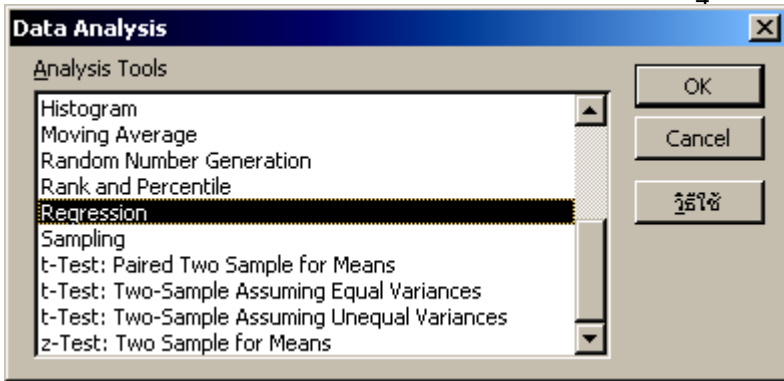 Data Analysis
Analysis Tools
Histogram
Moving Average
Random Number Generation
Rank and Percentile
Regression
Sampling
t-Test: Paired Two Sample for Means
t-Test: Two-Sample Assuming Equal Variances
t-Test: Two-Sample Assuming Unequal Variances
z-Test: Two Sample for Means
OK
Cancel
วิธีใช้